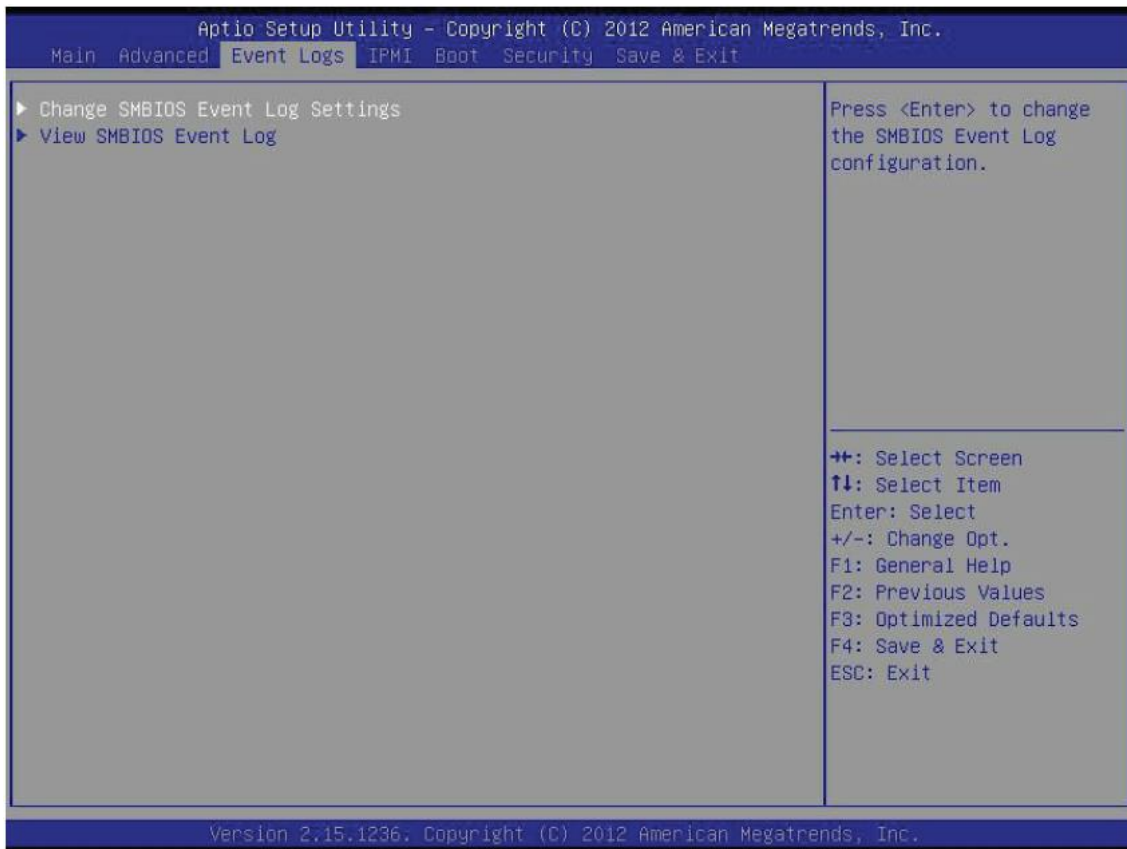 Aptio Setup Utility – Copyright (C) 2012 American Megatrends, Inc.
Main Advanced Event Logs IPMI Boot Security Save & Exit
▶ Change SMBIOS Event Log Settings
▶ View SMBIOS Event Log
Press <Enter> to change
the SMBIOS Event Log
configuration.
→←: Select Screen
↑↓: Select Item
Enter: Select
+/-: Change Opt.
F1: General Help
F2: Previous Values
F3: Optimized Defaults
F4: Save & Exit
ESC: Exit
Version 2.15.1236. Copyright (C) 2012 American Megatrends, Inc.